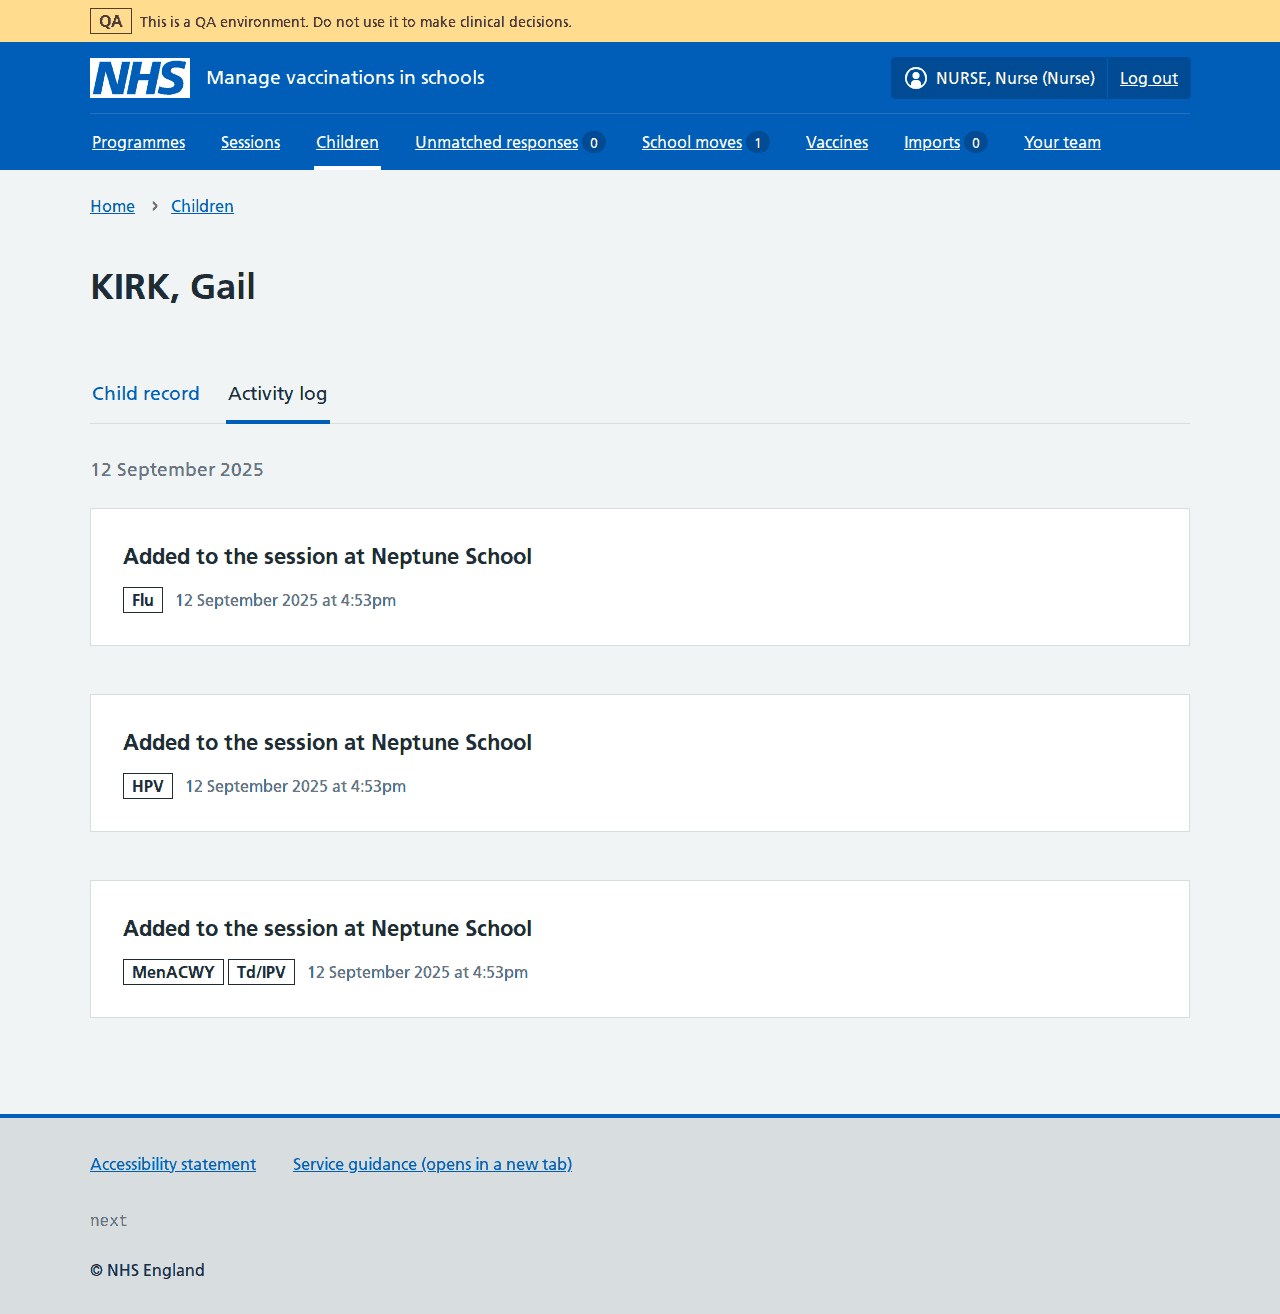 QA This is a QA environment. Do not use it to make clinical decisions.
NHS Manage vaccinations in schools NURSE, Nurse (Nurse) Log out
Programmes Sessions Children Unmatched responses 0 School moves 1 Vaccines Imports 0 Your team
Home Children
KIRK, Gail
Child record Activity log
12 September 2025
Added to the session at Neptune School
Flu 12 September 2025 at 4:53pm
Added to the session at Neptune School
HPV 12 September 2025 at 4:53pm
Added to the session at Neptune School
MenACWY Td/IPV 12 September 2025 at 4:53pm
Accessibility statement Service guidance (opens in a new tab)
next
© NHS England